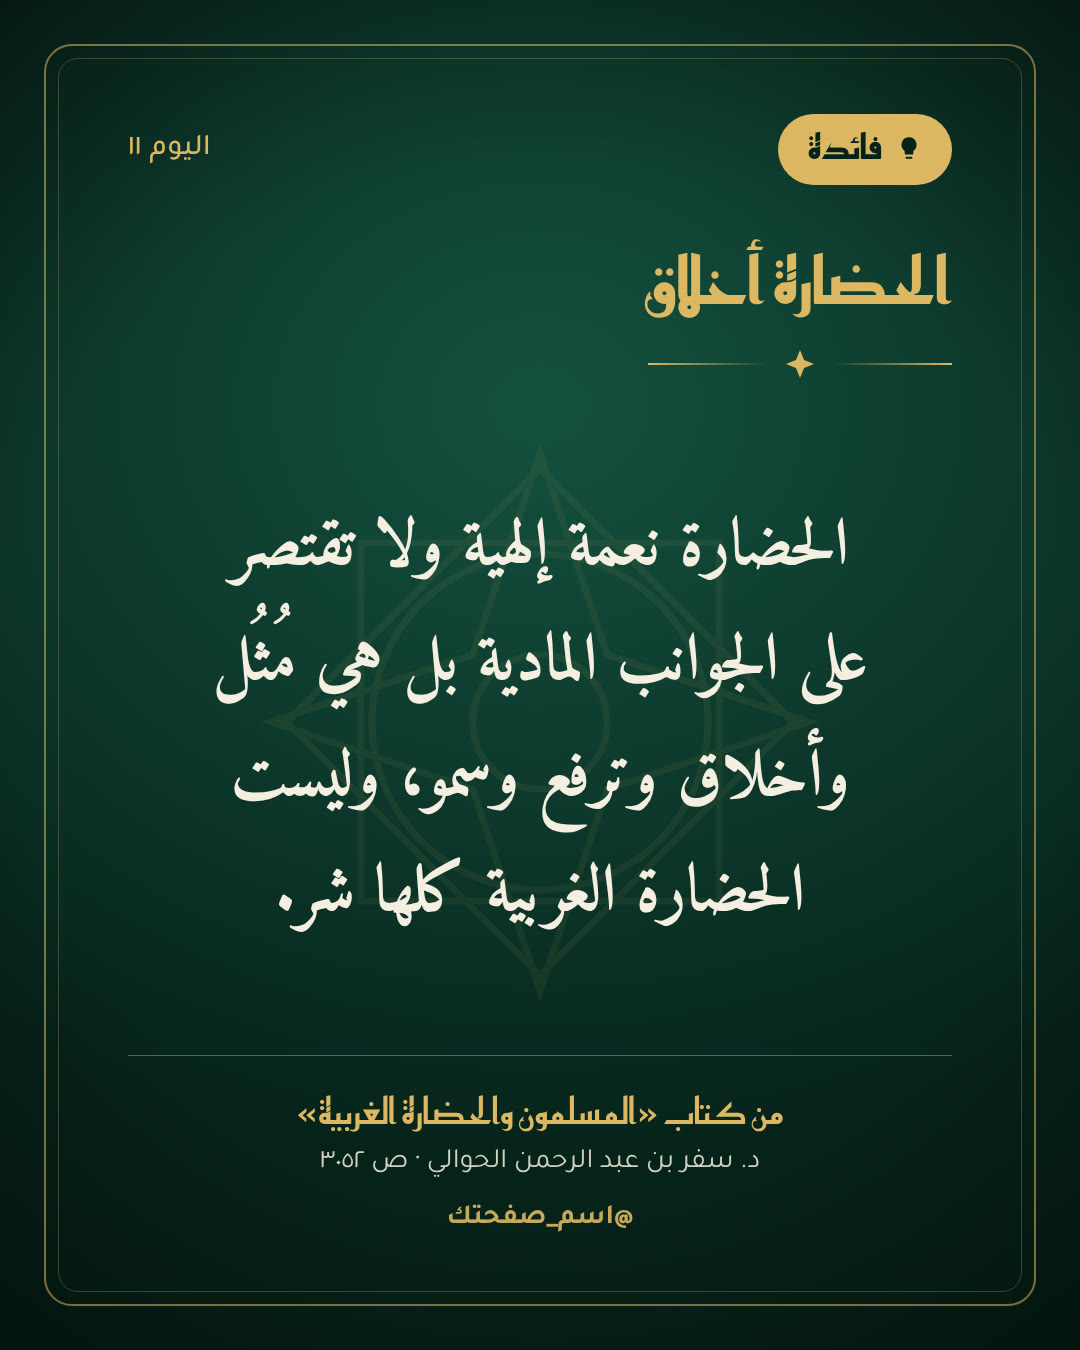 فائدة
اليوم ١١
الحضارة أخلاق
الحضارة نعمة إلهية ولا تقتصر
على الجوانب المادية بل هي مُثُل
وأخلاق وترفع وسمو، وليست
الحضارة الغربية كلها شر.
من كتاب «المسلمون والحضارة الغربية»
د. سفر بن عبد الرحمن الحوالي · ص ٣٠٥٢
@اسم_صفحتك